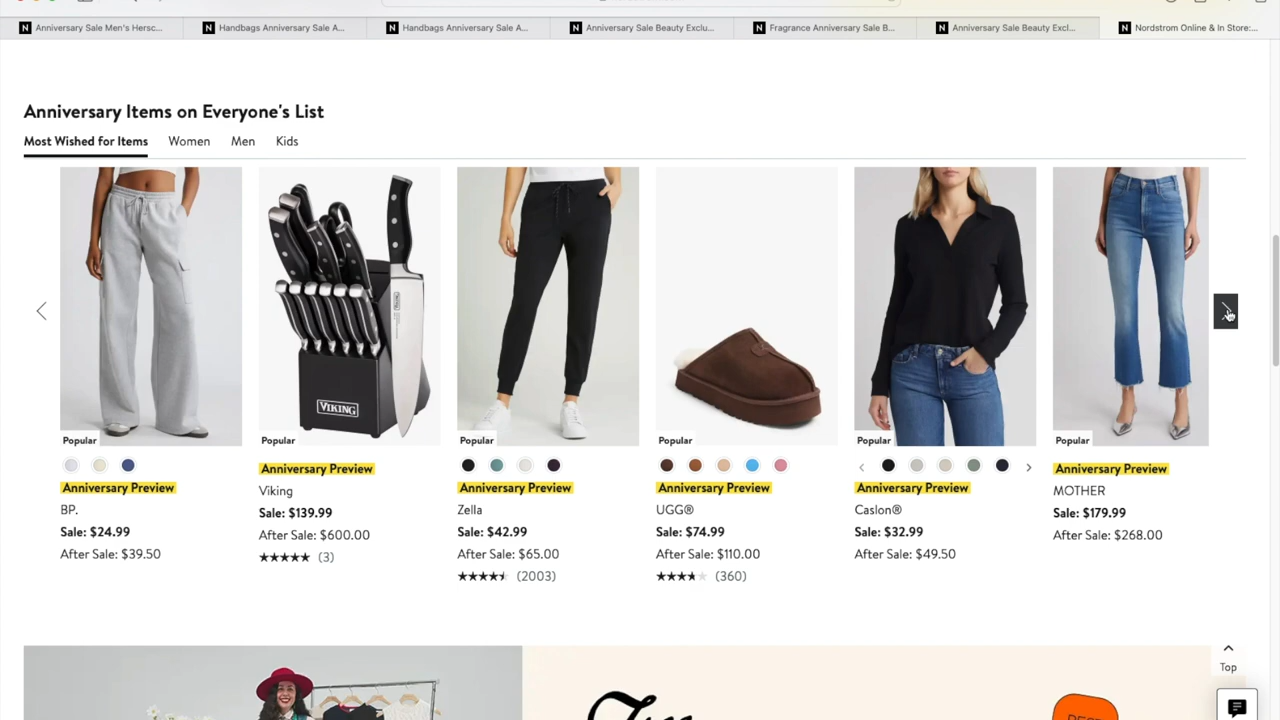 Anniversary Sale Men's Hersc...
Handbags Anniversary Sale A...
Handbags Anniversary Sale A...
Anniversary Sale Beauty Exclu...
Fragrance Anniversary Sale B...
Anniversary Sale Beauty Excl...
Nordstrom Online & In Store:...
Anniversary Items on Everyone's List
Most Wished for Items Women Men Kids
VIKING
Popular
Popular
Popular
Popular
Popular
Popular
Anniversary Preview
BP.
Sale: $24.99
After Sale: $39.50
Anniversary Preview
Viking
Sale: $139.99
After Sale: $600.00
(3)
Anniversary Preview
Zella
Sale: $42.99
After Sale: $65.00
(2003)
Anniversary Preview
UGG®
Sale: $74.99
After Sale: $110.00
(360)
Anniversary Preview
Caslon®
Sale: $32.99
After Sale: $49.50
Anniversary Preview
MOTHER
Sale: $179.99
After Sale: $268.00
Top